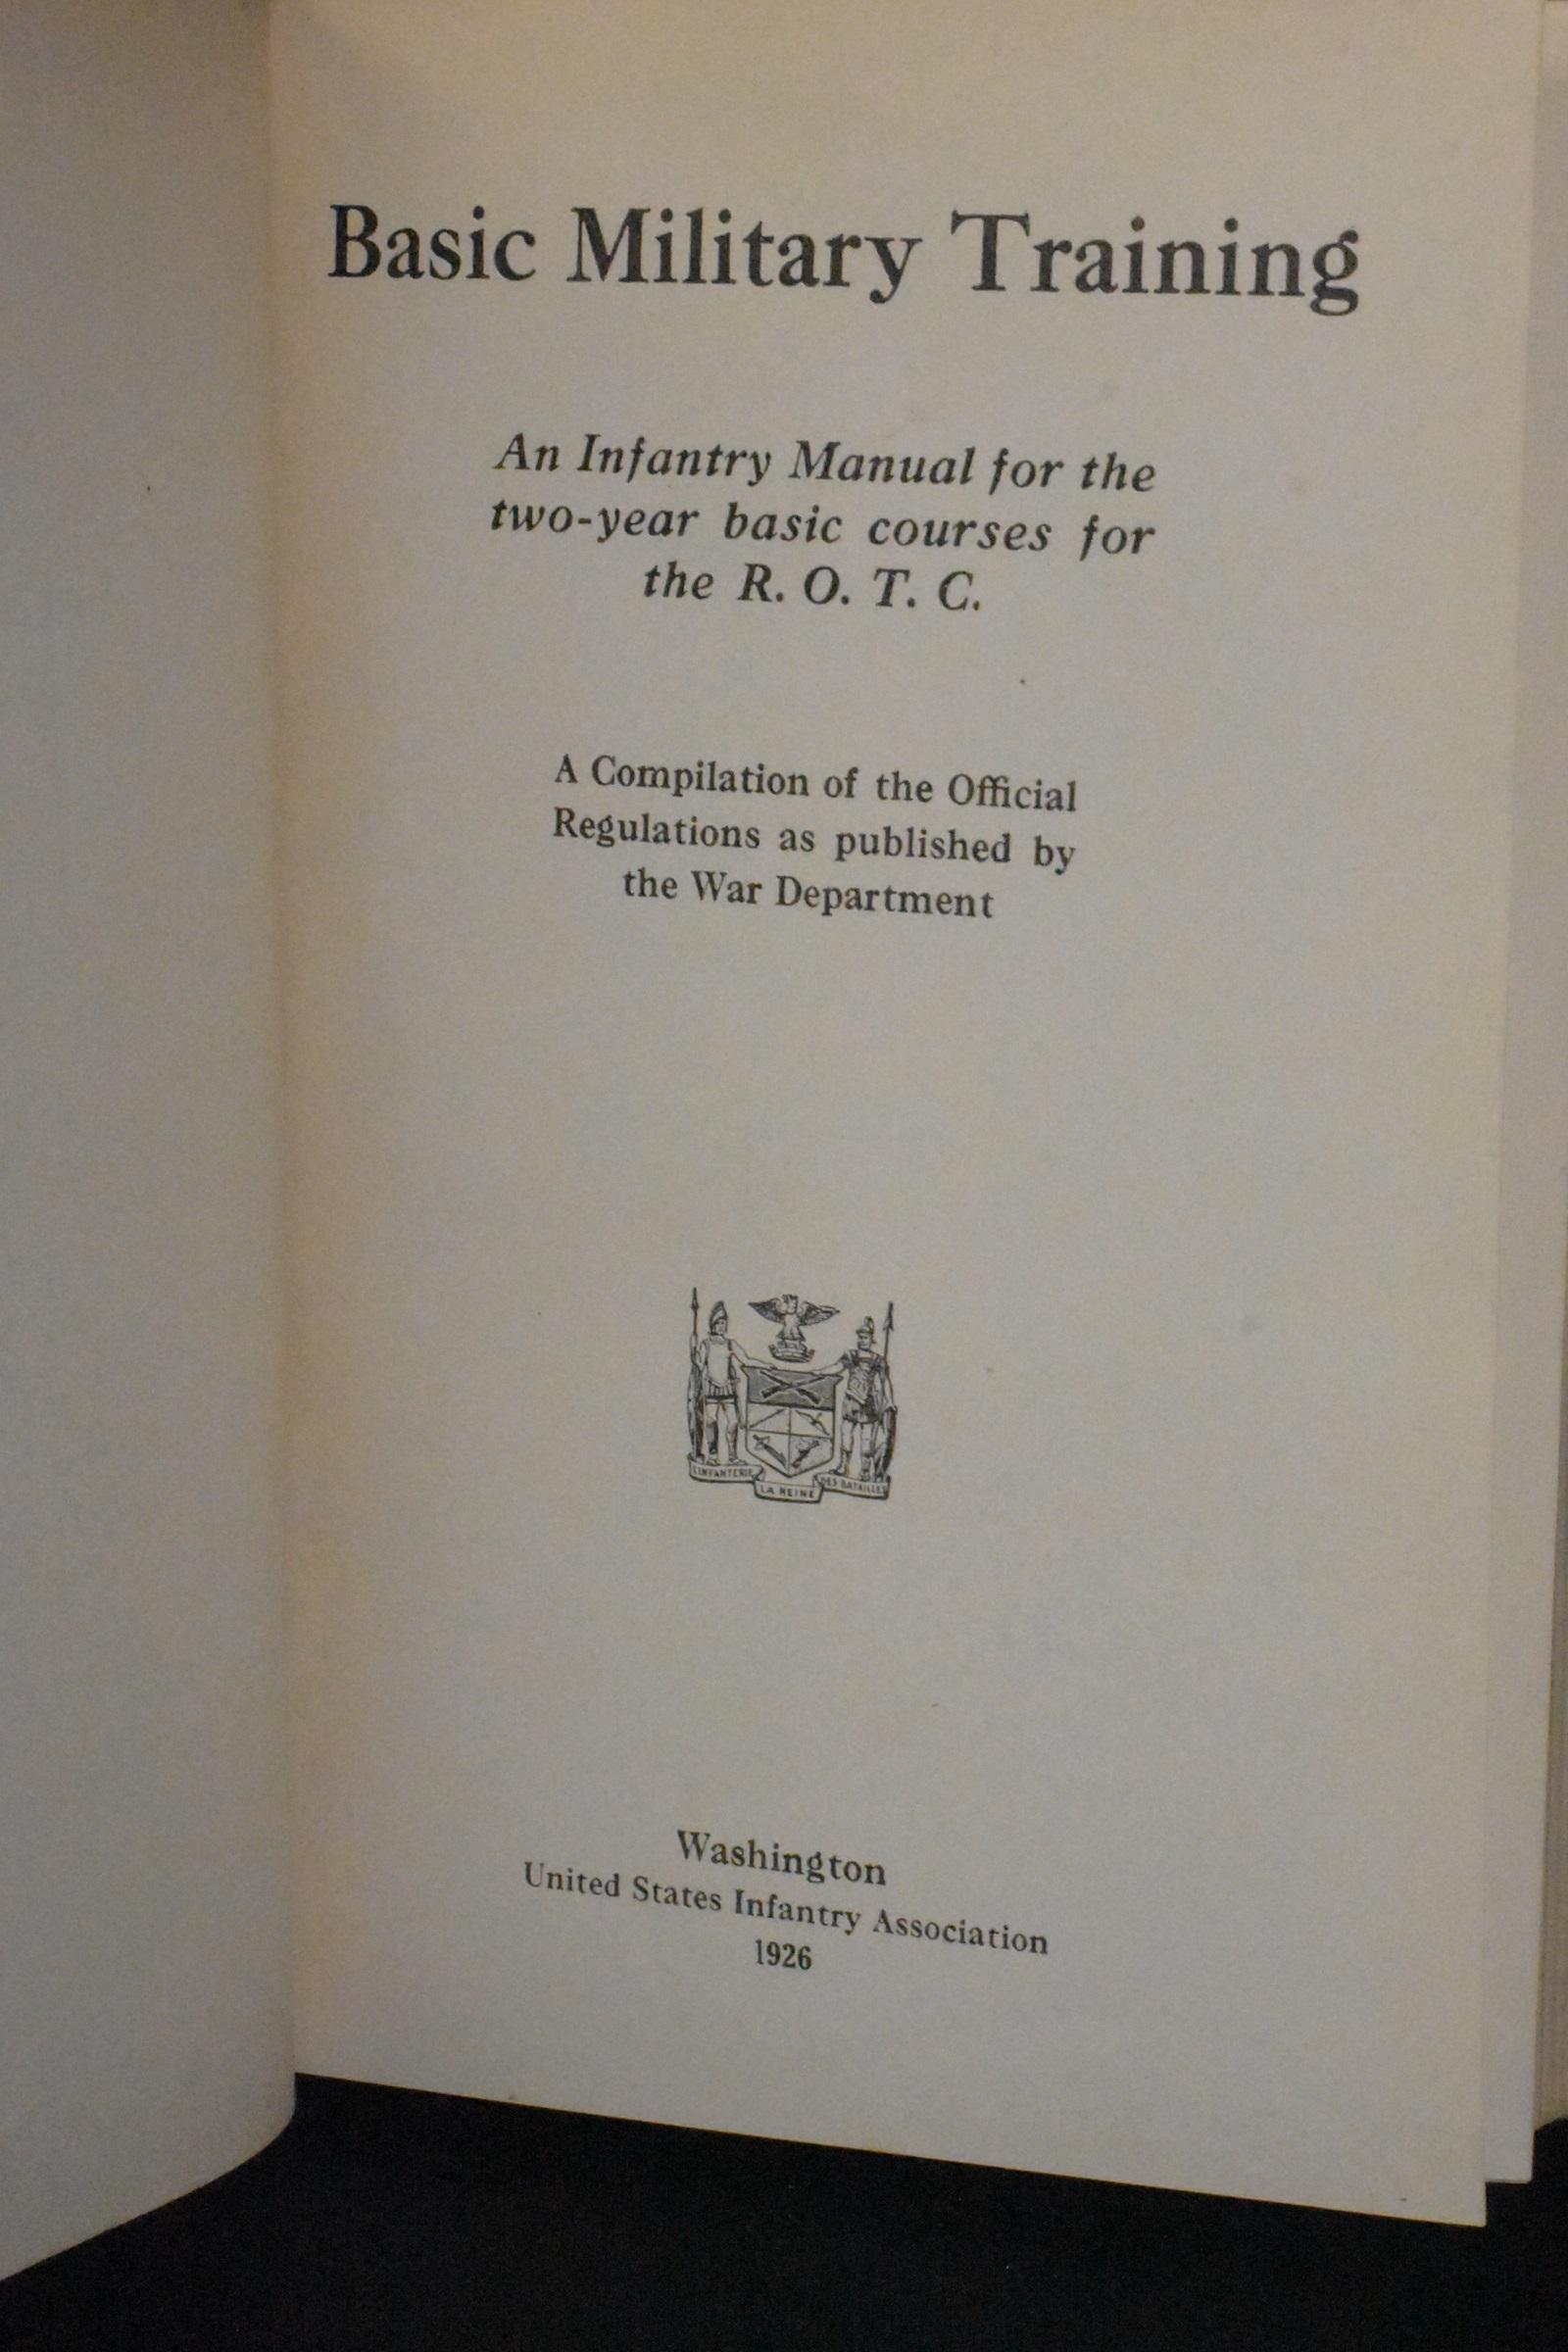 Basic Military Training
An Infantry Manual for the
two-year basic courses for
the R. O. T. C.
A Compilation of the Official
Regulations as published by
the War Department
L'INFANTERIE
LA REINE
DES BATAILLES
Washington
United States Infantry Association
1926